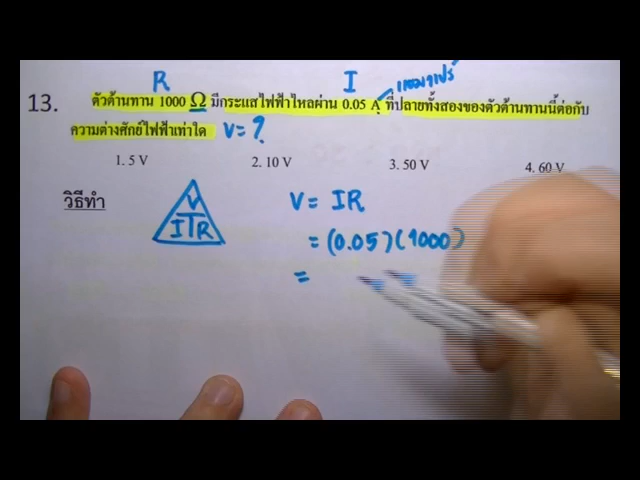 R I แอมแปร์
13. ตัวต้านทาน 1000 Ω มีกระแสไฟฟ้าไหลผ่าน 0.05 A ที่ปลายทั้งสองของตัวต้านทานนี้ต่อกับ
ความต่างศักย์ไฟฟ้าเท่าใด V = ?
1. 5 V 2. 10 V 3. 50 V 4. 60 V
วิธีทำ V = IR
V
I R
= (0.05)(1000)
=